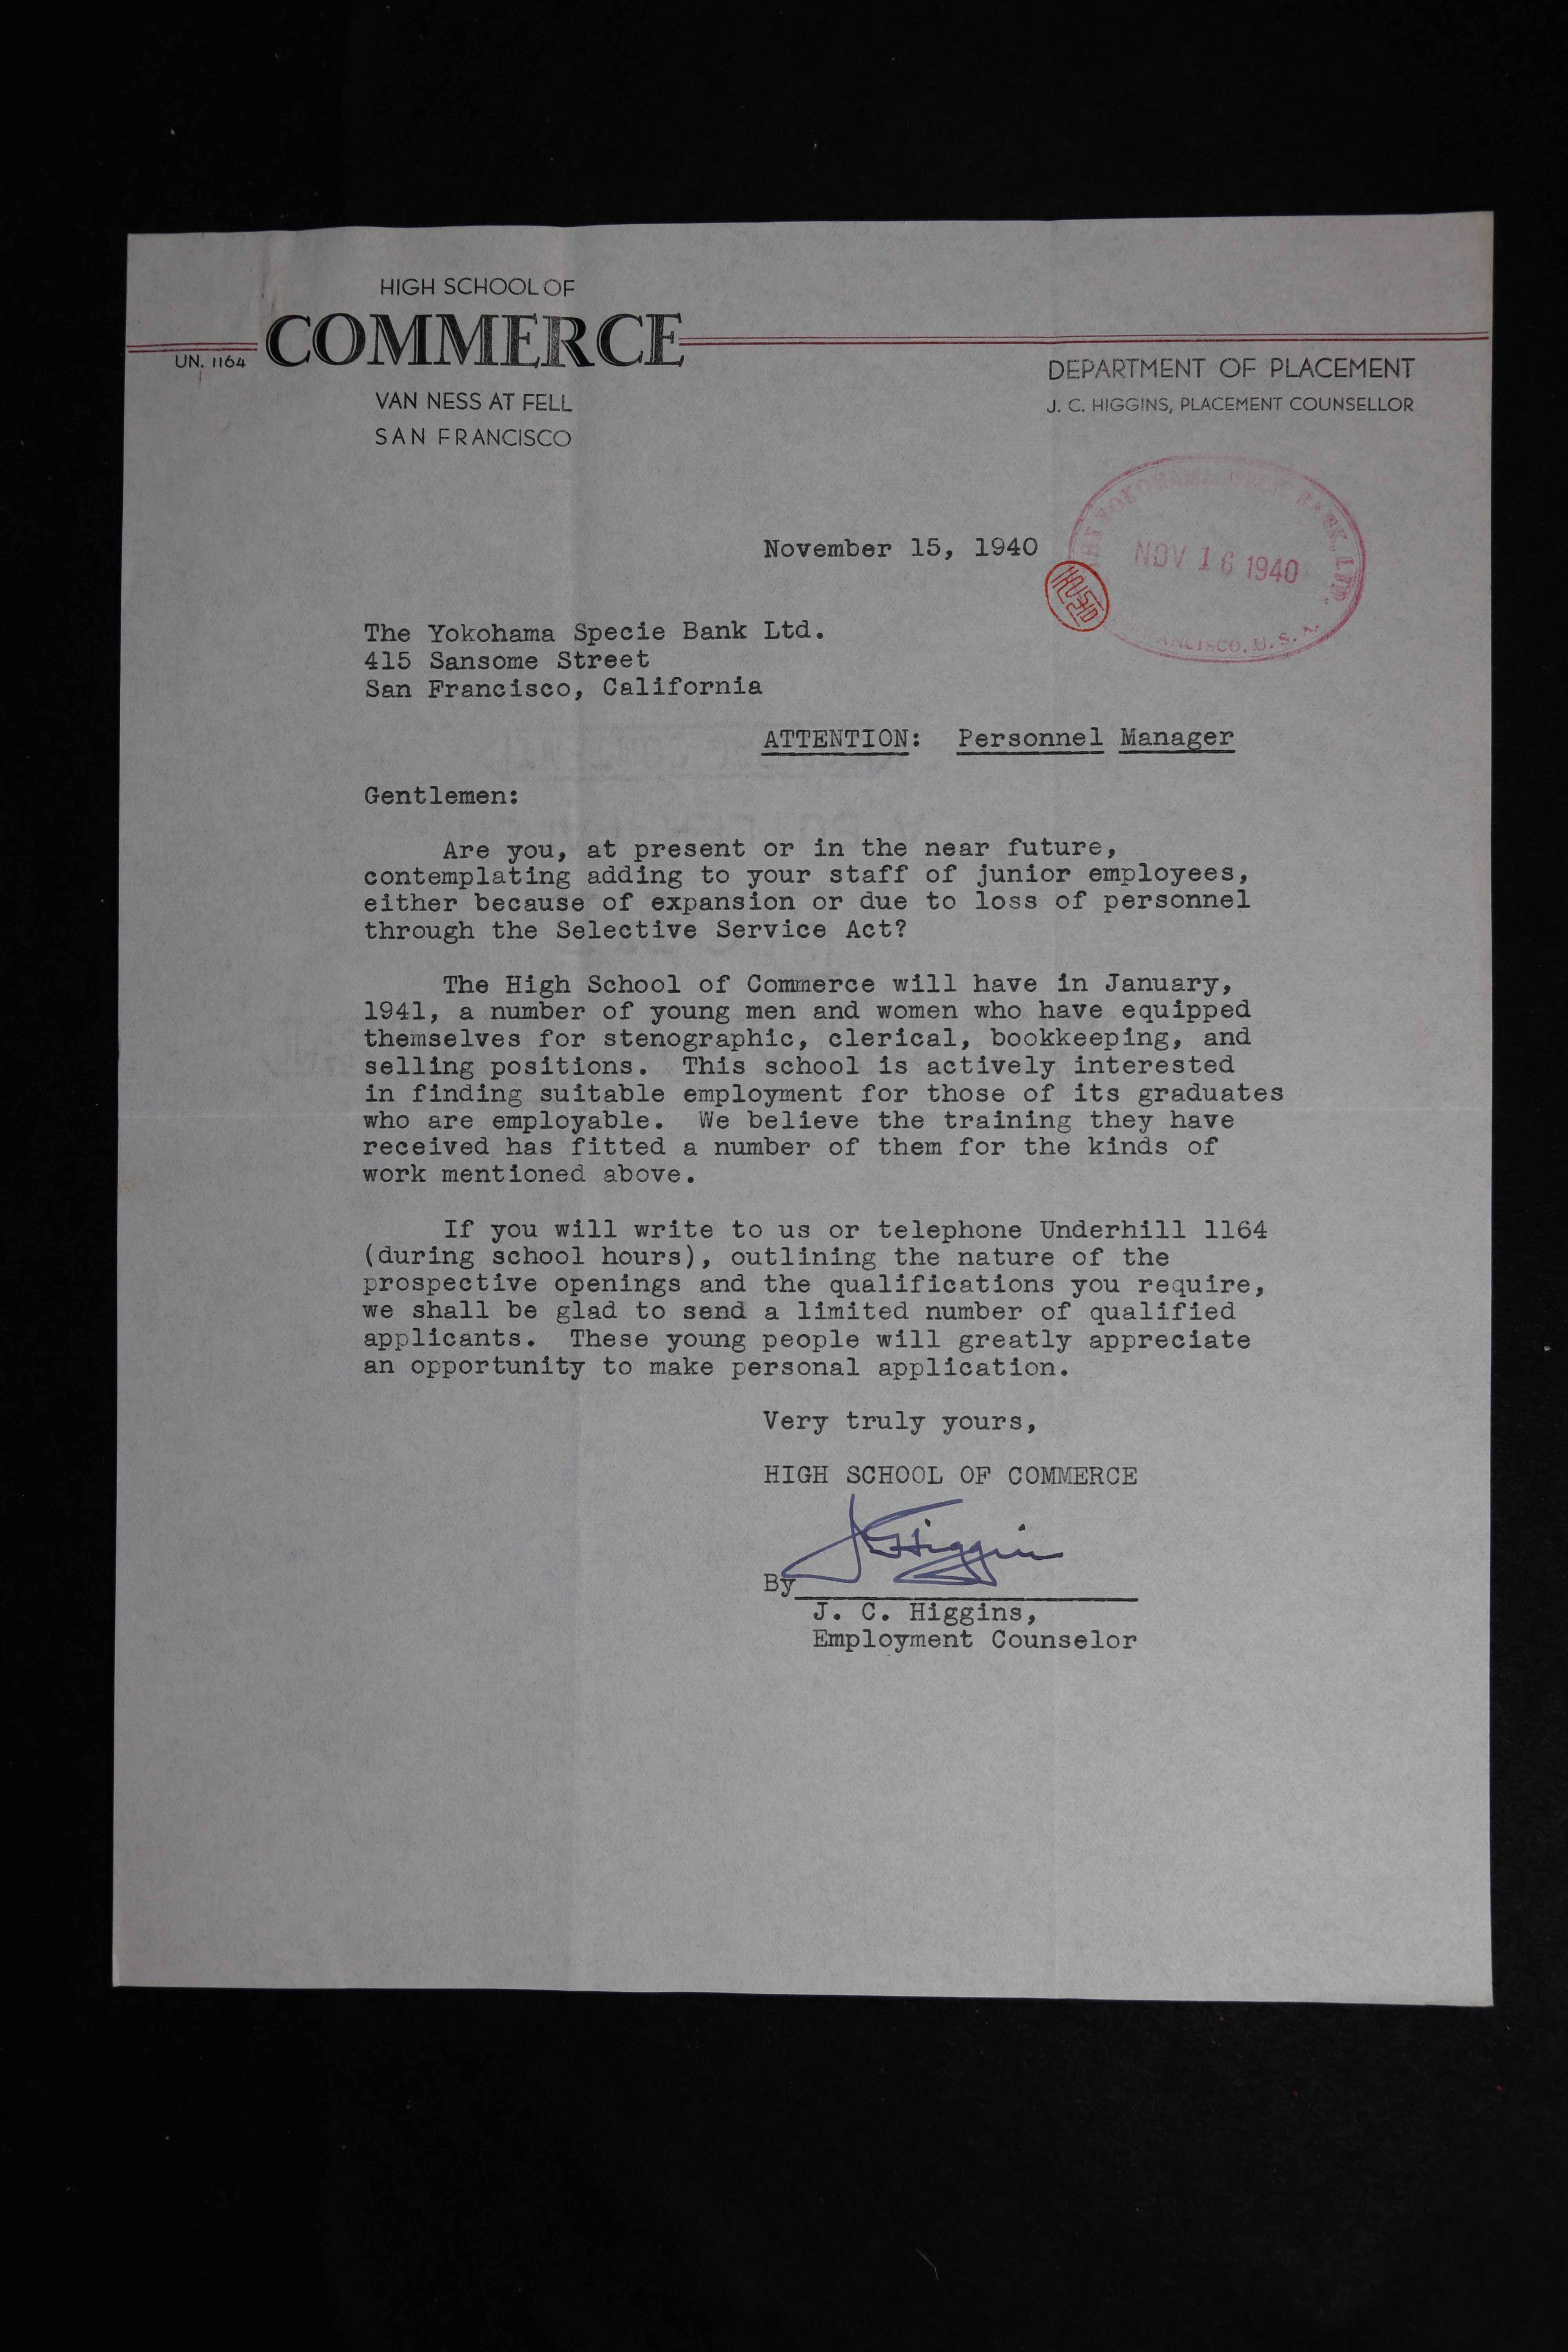 HIGH SCHOOL OF
COMMERCE
UN. 1164
VAN NESS AT FELL
SAN FRANCISCO
DEPARTMENT OF PLACEMENT
J. C. HIGGINS, PLACEMENT COUNSELLOR
THE YOKOHAMA SPECIE BANK, LTD.
NOV 16 1940
FRANCISCO, U. S. A.
November 15, 1940
The Yokohama Specie Bank Ltd.
415 Sansome Street
San Francisco, California
ATTENTION: Personnel Manager
Gentlemen:
Are you, at present or in the near future,
contemplating adding to your staff of junior employees,
either because of expansion or due to loss of personnel
through the Selective Service Act?
The High School of Commerce will have in January,
1941, a number of young men and women who have equipped
themselves for stenographic, clerical, bookkeeping, and
selling positions. This school is actively interested
in finding suitable employment for those of its graduates
who are employable. We believe the training they have
received has fitted a number of them for the kinds of
work mentioned above.
If you will write to us or telephone Underhill 1164
(during school hours), outlining the nature of the
prospective openings and the qualifications you require,
we shall be glad to send a limited number of qualified
applicants. These young people will greatly appreciate
an opportunity to make personal application.
Very truly yours,
HIGH SCHOOL OF COMMERCE
JC Higgins
By
J. C. Higgins,
Employment Counselor